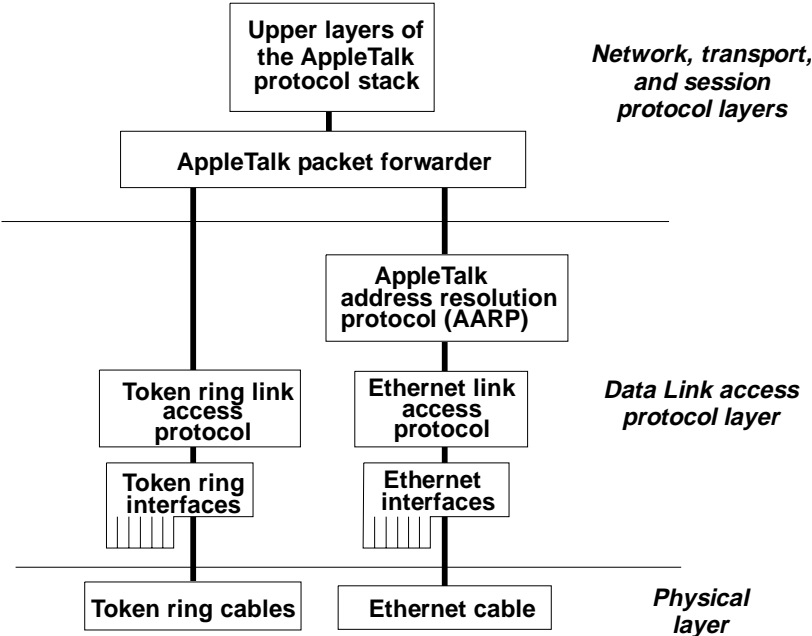 Upper layers of
the AppleTalk
protocol stack
Network, transport,
and session
protocol layers
AppleTalk packet forwarder
AppleTalk
address resolution
protocol (AARP)
Token ring link
access
protocol
Ethernet link
access
protocol
Data Link access
protocol layer
Token ring
interfaces
Ethernet
interfaces
Token ring cables
Ethernet cable
Physical
layer